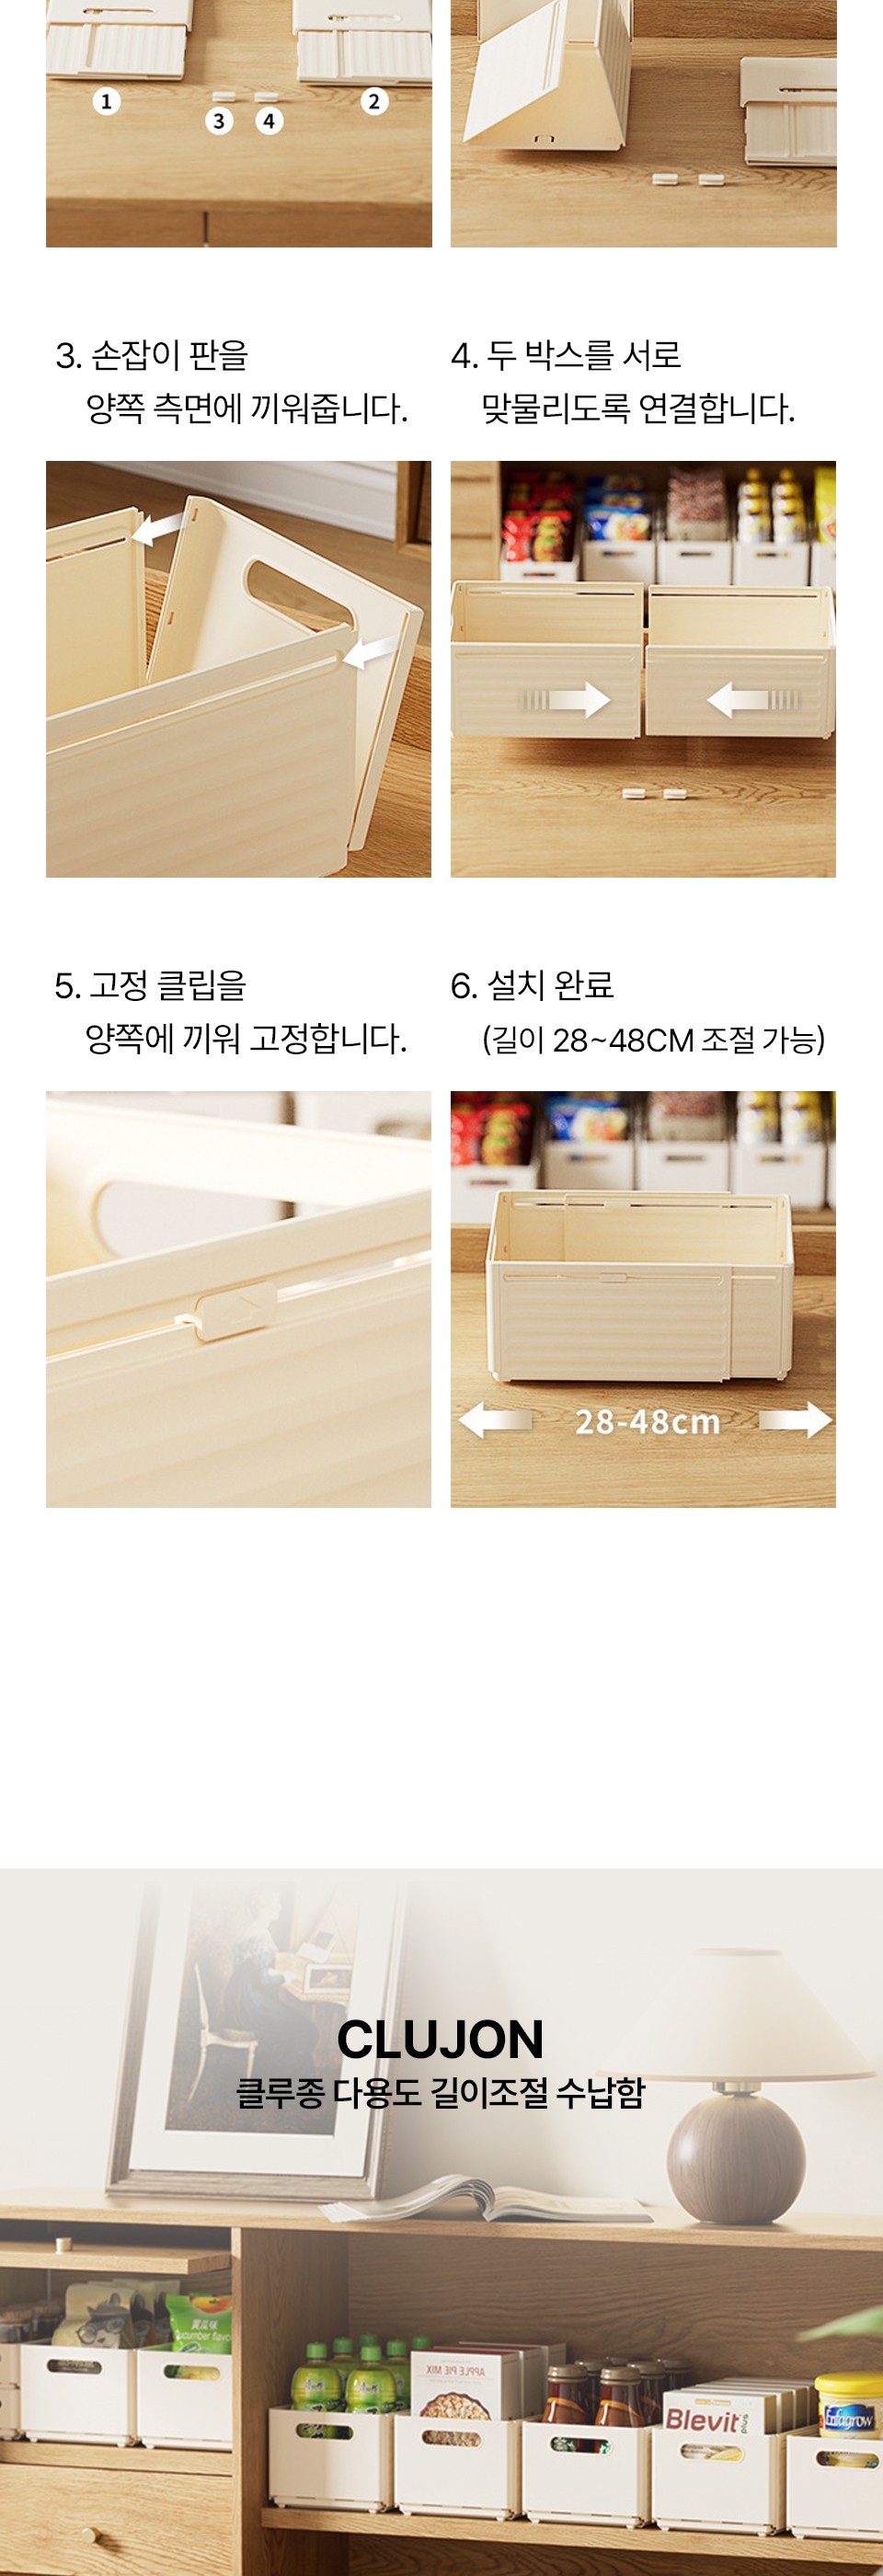 1
2
3
4
3. 손잡이 판을
양쪽 측면에 끼워줍니다.
4. 두 박스를 서로
맞물리도록 연결합니다.
5. 고정 클립을
양쪽에 끼워 고정합니다.
6. 설치 완료
(길이 28~48CM 조절 가능)
28-48cm
CLUJON
클루종 다용도 길이조절 수납함
APPLE PIE MIX
Blevit plus
Enfagrow